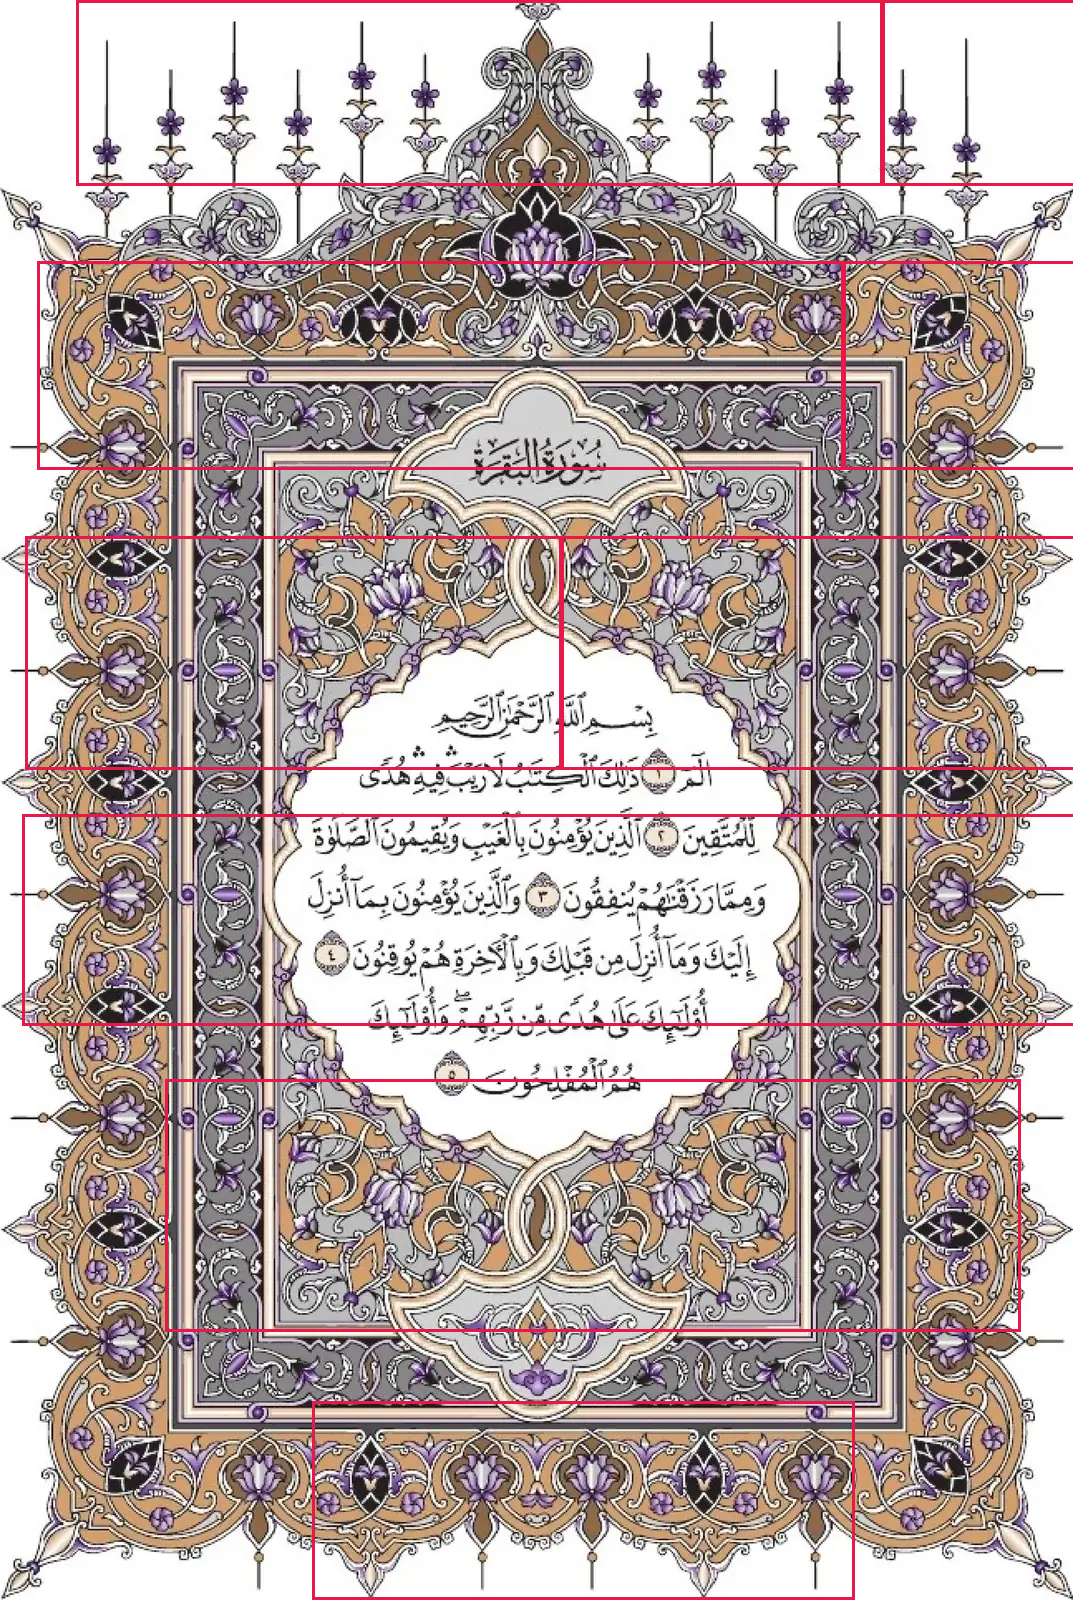 سُورَةُ البَقَرَةِ
بِسْمِ ٱللَّهِ ٱلرَّحْمَٰنِ ٱلرَّحِيمِ
الٓمٓ ١ ذَٰلِكَ ٱلْكِتَٰبُ لَا رَيْبَ ۛ فِيهِ ۛ هُدًى
لِّلْمُتَّقِينَ ٢ ٱلَّذِينَ يُؤْمِنُونَ بِٱلْغَيْبِ وَيُقِيمُونَ ٱلصَّلَوٰةَ
وَمِمَّا رَزَقْنَٰهُمْ يُنفِقُونَ ٣ وَٱلَّذِينَ يُؤْمِنُونَ بِمَآ أُنزِلَ
إِلَيْكَ وَمَآ أُنزِلَ مِن قَبْلِكَ وَبِٱلْءَاخِرَةِ هُمْ يُوقِنُونَ ٤
أُو۟لَٰٓئِكَ عَلَىٰ هُدًى مِّن رَّبِّهِمْ ۖ وَأُو۟لَٰٓئِكَ
هُمُ ٱلْمُفْلِحُونَ ٥